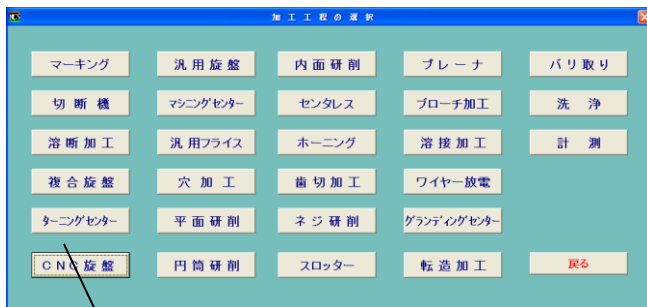 加工工程の選択
マーキング 汎用旋盤 内面研削 プレーナ バリ取り
切断機 マシニングセンター センタレス ブローチ加工 洗浄
溶断加工 汎用フライス ホーニング 溶接加工 計測
複合旋盤 穴加工 歯切加工 ワイヤー放電
ターニングセンター 平面研削 ネジ研削 グランディングセンター
CNC旋盤 円筒研削 スロッター 転造加工 戻る